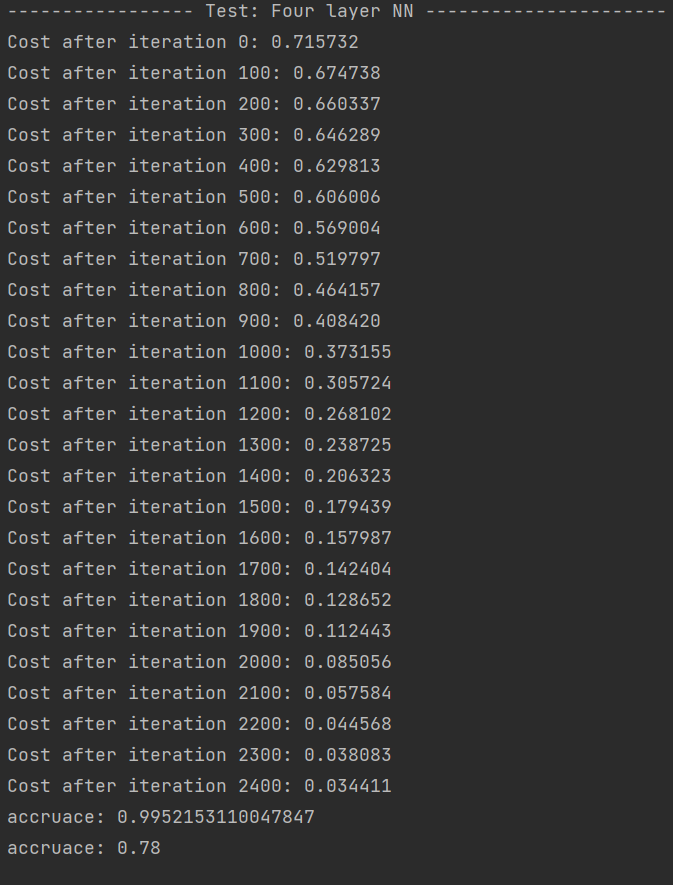 ----------------- Test: Four layer NN ----------------------
Cost after iteration 0: 0.715732
Cost after iteration 100: 0.674738
Cost after iteration 200: 0.660337
Cost after iteration 300: 0.646289
Cost after iteration 400: 0.629813
Cost after iteration 500: 0.606006
Cost after iteration 600: 0.569004
Cost after iteration 700: 0.519797
Cost after iteration 800: 0.464157
Cost after iteration 900: 0.408420
Cost after iteration 1000: 0.373155
Cost after iteration 1100: 0.305724
Cost after iteration 1200: 0.268102
Cost after iteration 1300: 0.238725
Cost after iteration 1400: 0.206323
Cost after iteration 1500: 0.179439
Cost after iteration 1600: 0.157987
Cost after iteration 1700: 0.142404
Cost after iteration 1800: 0.128652
Cost after iteration 1900: 0.112443
Cost after iteration 2000: 0.085056
Cost after iteration 2100: 0.057584
Cost after iteration 2200: 0.044568
Cost after iteration 2300: 0.038083
Cost after iteration 2400: 0.034411
accruace: 0.9952153110047847
accruace: 0.78